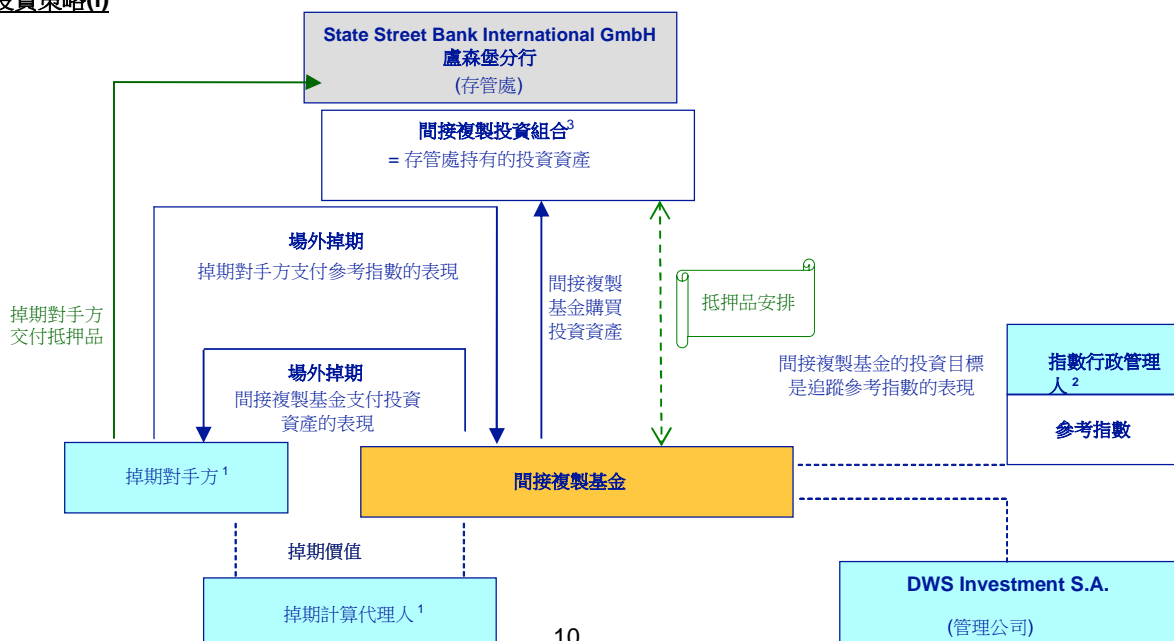 投資策略(i)
State Street Bank International GmbH
盧森堡分行
(存管處)
間接複製投資組合3
= 存管處持有的投資資產
場外掉期
掉期對手方支付參考指數的表現
間接複製
基金購買
投資資產
抵押品安排
掉期對手方
交付抵押品
場外掉期
間接複製基金支付投資
資產的表現
間接複製基金的投資目標
是追蹤參考指數的表現
指數行政管理
人 2
參考指數
掉期對手方 1
間接複製基金
掉期價值
掉期計算代理人 1
DWS Investment S.A.
(管理公司)
10